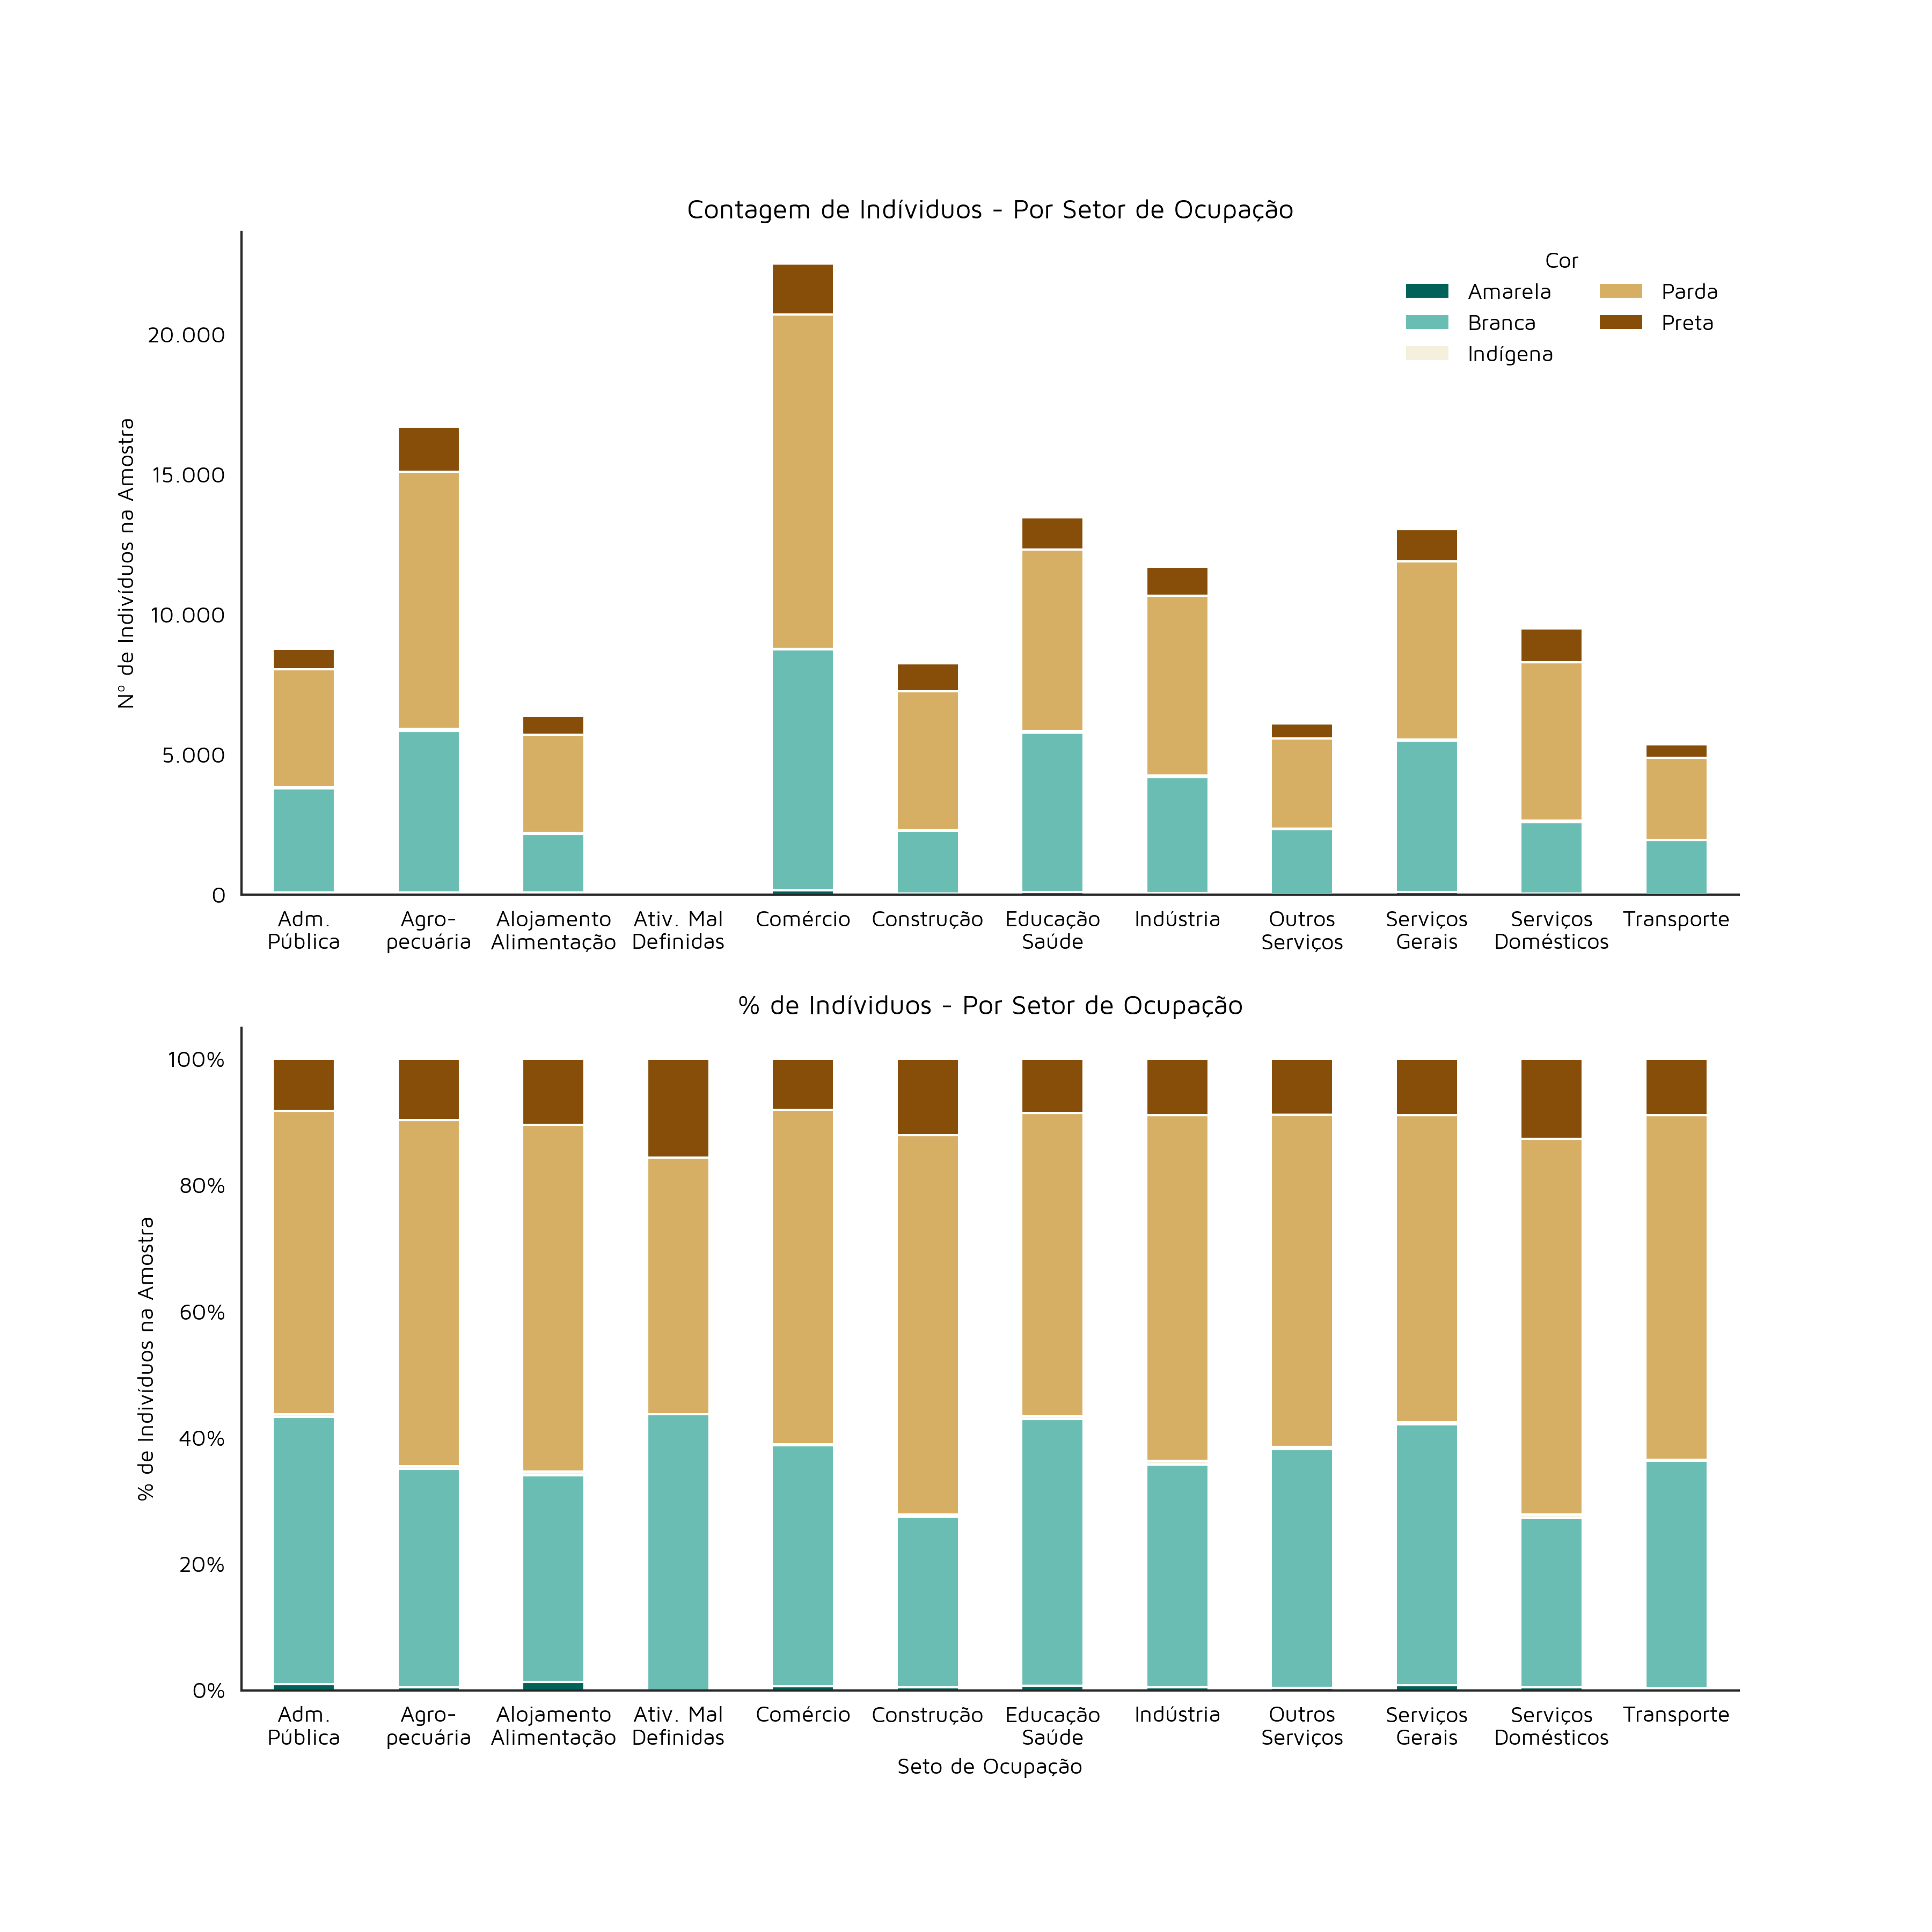 Contagem de Indíviduos - Por Setor de Ocupação
Cor
Amarela
Branca
Indígena
Parda
Preta
Nº de Indivíduos na Amostra
20.000
15.000
10.000
5.000
0
Adm.
Pública
Agro-
pecuária
Alojamento
Alimentação
Ativ. Mal
Definidas
Comércio
Construção
Educação
Saúde
Indústria
Outros
Serviços
Serviços
Gerais
Serviços
Domésticos
Transporte
% de Indíviduos - Por Setor de Ocupação
% de Indivíduos na Amostra
100%
80%
60%
40%
20%
0%
Adm.
Pública
Agro-
pecuária
Alojamento
Alimentação
Ativ. Mal
Definidas
Comércio
Construção
Educação
Saúde
Indústria
Outros
Serviços
Serviços
Gerais
Serviços
Domésticos
Transporte
Seto de Ocupação